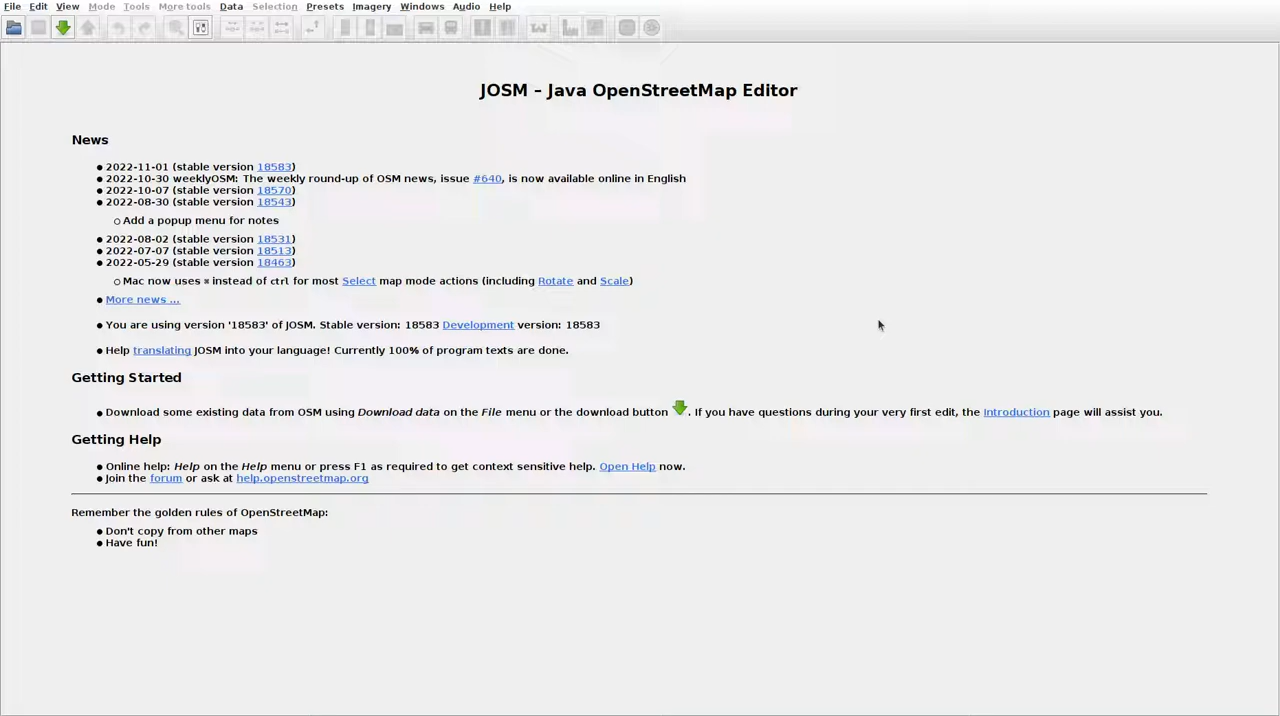 File Edit View Mode Tools More tools Data Selection Presets Imagery Windows Audio Help
JOSM – Java OpenStreetMap Editor
News
2022-11-01 (stable version 18583)
2022-10-30 weeklyOSM: The weekly round-up of OSM news, issue #640, is now available online in English
2022-10-07 (stable version 18570)
2022-08-30 (stable version 18543)
Add a popup menu for notes
2022-08-02 (stable version 18531)
2022-07-07 (stable version 18513)
2022-05-29 (stable version 18463)
Mac now uses ⌘ instead of ctrl for most Select map mode actions (including Rotate and Scale)
More news ...
You are using version '18583' of JOSM. Stable version: 18583 Development version: 18583
Help translating JOSM into your language! Currently 100% of program texts are done.
Getting Started
Download some existing data from OSM using Download data on the File menu or the download button . If you have questions during your very first edit, the Introduction page will assist you.
Getting Help
Online help: Help on the Help menu or press F1 as required to get context sensitive help. Open Help now.
Join the forum or ask at help.openstreetmap.org
Remember the golden rules of OpenStreetMap:
Don't copy from other maps
Have fun!